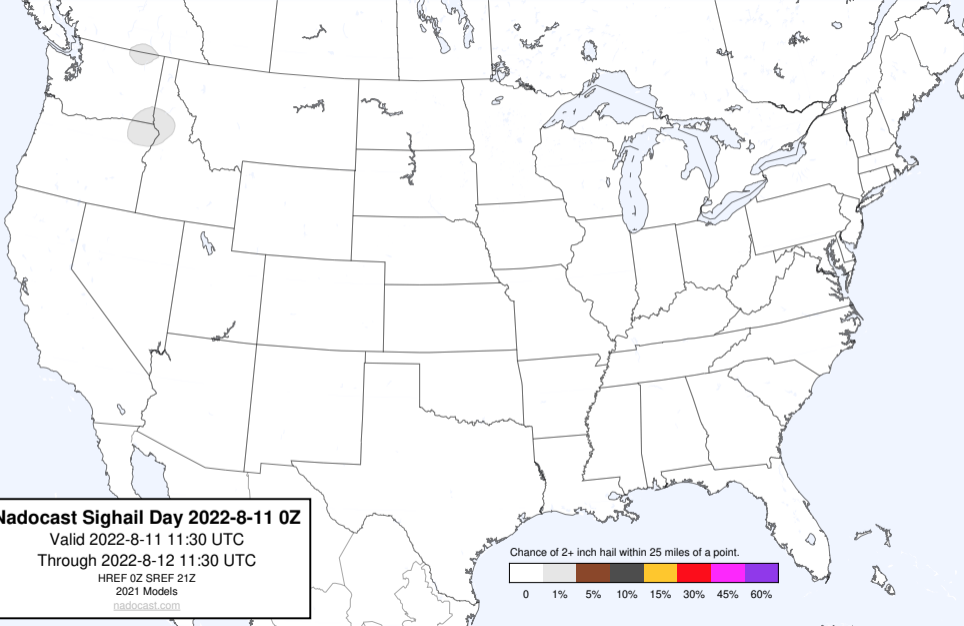 Nadocast Sighail Day 2022-8-11 0Z
Valid 2022-8-11 11:30 UTC
Through 2022-8-12 11:30 UTC
HREF 0Z SREF 21Z
2021 Models
nadocast.com
Chance of 2+ inch hail within 25 miles of a point.
0 1% 5% 10% 15% 30% 45% 60%